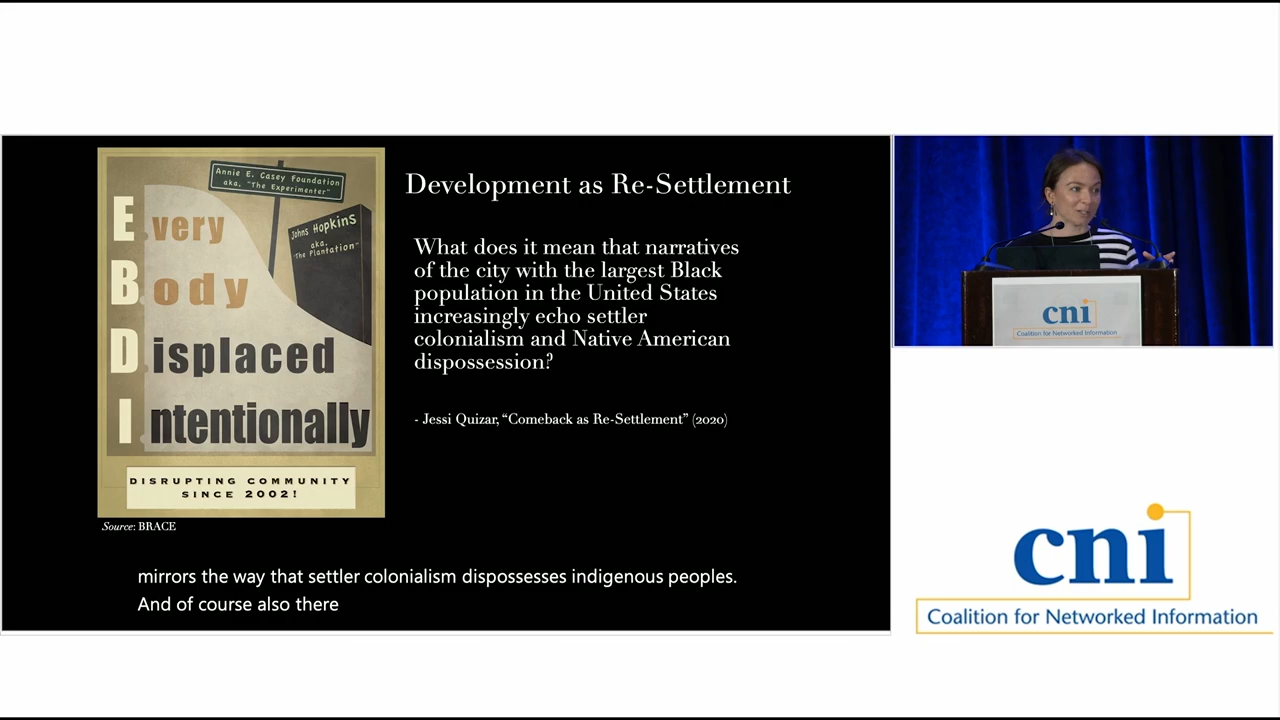 Annie E. Casey Foundation
aka. "The Experimenter"
Johns Hopkins
aka.
"The Plantation"
Every
Body
Displaced
Intentionally
DISRUPTING COMMUNITY
SINCE 2002!
Source: BRACE
Development as Re-Settlement
What does it mean that narratives
of the city with the largest Black
population in the United States
increasingly echo settler
colonialism and Native American
dispossession?
- Jessi Quizar, “Comeback as Re-Settlement” (2020)
mirrors the way that settler colonialism dispossesses indigenous peoples.
And of course also there
cni
Coalition for Networked Information
cni
Coalition for Networked Information